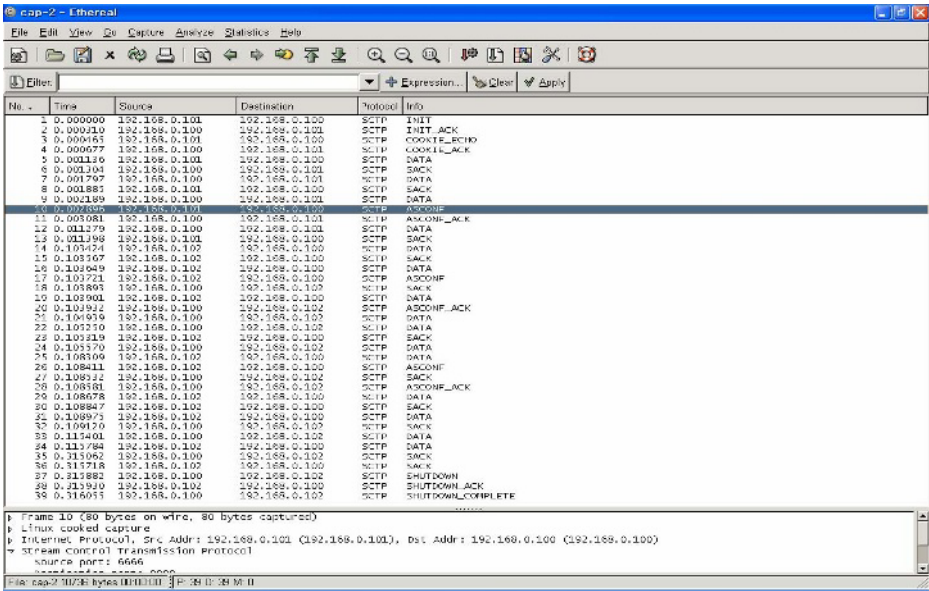 cap-2 - Ethereal
File Edit View Go Capture Analyze Statistics Help
Filter: Expression... Clear Apply
No. Time Source Destination Protocol Info
1 0.000000 192.168.0.101 192.168.0.100 SCTP INIT
2 0.000310 192.168.0.100 192.168.0.101 SCTP INIT_ACK
3 0.000465 192.168.0.101 192.168.0.100 SCTP COOKIE_ECHO
4 0.000677 192.168.0.100 192.168.0.101 SCTP COOKIE_ACK
5 0.001136 192.168.0.101 192.168.0.100 SCTP DATA
6 0.001304 192.168.0.100 192.168.0.101 SCTP SACK
7 0.001797 192.168.0.100 192.168.0.101 SCTP DATA
8 0.001885 192.168.0.101 192.168.0.100 SCTP SACK
9 0.002189 192.168.0.100 192.168.0.101 SCTP DATA
10 0.002896 192.168.0.101 192.168.0.100 SCTP ASCONF
11 0.003081 192.168.0.100 192.168.0.101 SCTP ASCONF_ACK
12 0.011279 192.168.0.100 192.168.0.101 SCTP DATA
13 0.011398 192.168.0.101 192.168.0.100 SCTP SACK
14 0.103424 192.168.0.100 192.168.0.102 SCTP DATA
15 0.103567 192.168.0.102 192.168.0.100 SCTP SACK
16 0.103649 192.168.0.102 192.168.0.100 SCTP DATA
17 0.103721 192.168.0.102 192.168.0.100 SCTP ASCONF
18 0.103893 192.168.0.100 192.168.0.102 SCTP SACK
19 0.103901 192.168.0.100 192.168.0.102 SCTP DATA
20 0.103932 192.168.0.100 192.168.0.102 SCTP ASCONF_ACK
21 0.104939 192.168.0.102 192.168.0.100 SCTP DATA
22 0.105250 192.168.0.100 192.168.0.102 SCTP DATA
23 0.105319 192.168.0.102 192.168.0.100 SCTP SACK
24 0.105570 192.168.0.102 192.168.0.100 SCTP DATA
25 0.108309 192.168.0.100 192.168.0.102 SCTP DATA
26 0.108411 192.168.0.102 192.168.0.100 SCTP ASCONF
27 0.108532 192.168.0.100 192.168.0.102 SCTP SACK
28 0.108581 192.168.0.100 192.168.0.102 SCTP ASCONF_ACK
29 0.108678 192.168.0.102 192.168.0.100 SCTP DATA
30 0.108847 192.168.0.100 192.168.0.102 SCTP SACK
31 0.108975 192.168.0.102 192.168.0.100 SCTP DATA
32 0.109120 192.168.0.100 192.168.0.102 SCTP SACK
33 0.115401 192.168.0.100 192.168.0.102 SCTP DATA
34 0.115784 192.168.0.102 192.168.0.100 SCTP DATA
35 0.315062 192.168.0.100 192.168.0.102 SCTP SACK
36 0.315718 192.168.0.102 192.168.0.100 SCTP SACK
37 0.315882 192.168.0.100 192.168.0.102 SCTP SHUTDOWN
38 0.315930 192.168.0.102 192.168.0.100 SCTP SHUTDOWN_ACK
39 0.316055 192.168.0.100 192.168.0.102 SCTP SHUTDOWN_COMPLETE
Frame 10 (80 bytes on wire, 80 bytes captured)
Linux cooked capture
Internet Protocol, Src Addr: 192.168.0.101 (192.168.0.101), Dst Addr: 192.168.0.100 (192.168.0.100)
Stream Control Transmission Protocol
Source port: 6666
File: cap-2 10736 bytes 00:00:00 P: 39 D: 39 M: 0